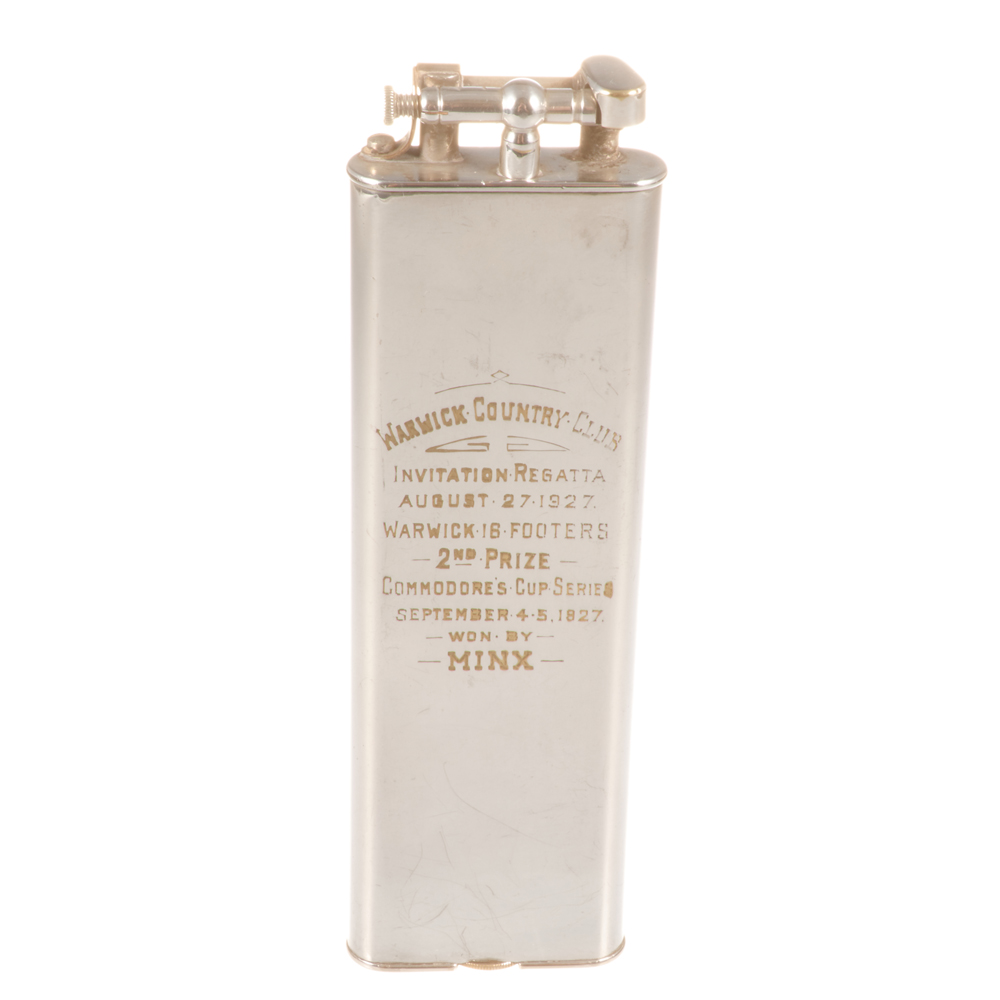 WARWICK·COUNTRY·CLUB
INVITATION·REGATTA
AUGUST·27·1927.
WARWICK·16·FOOTERS
—2ND·PRIZE—
COMMODORE'S·CUP·SERIES
SEPTEMBER·4·5,1927.
—WON·BY—
—MINX—